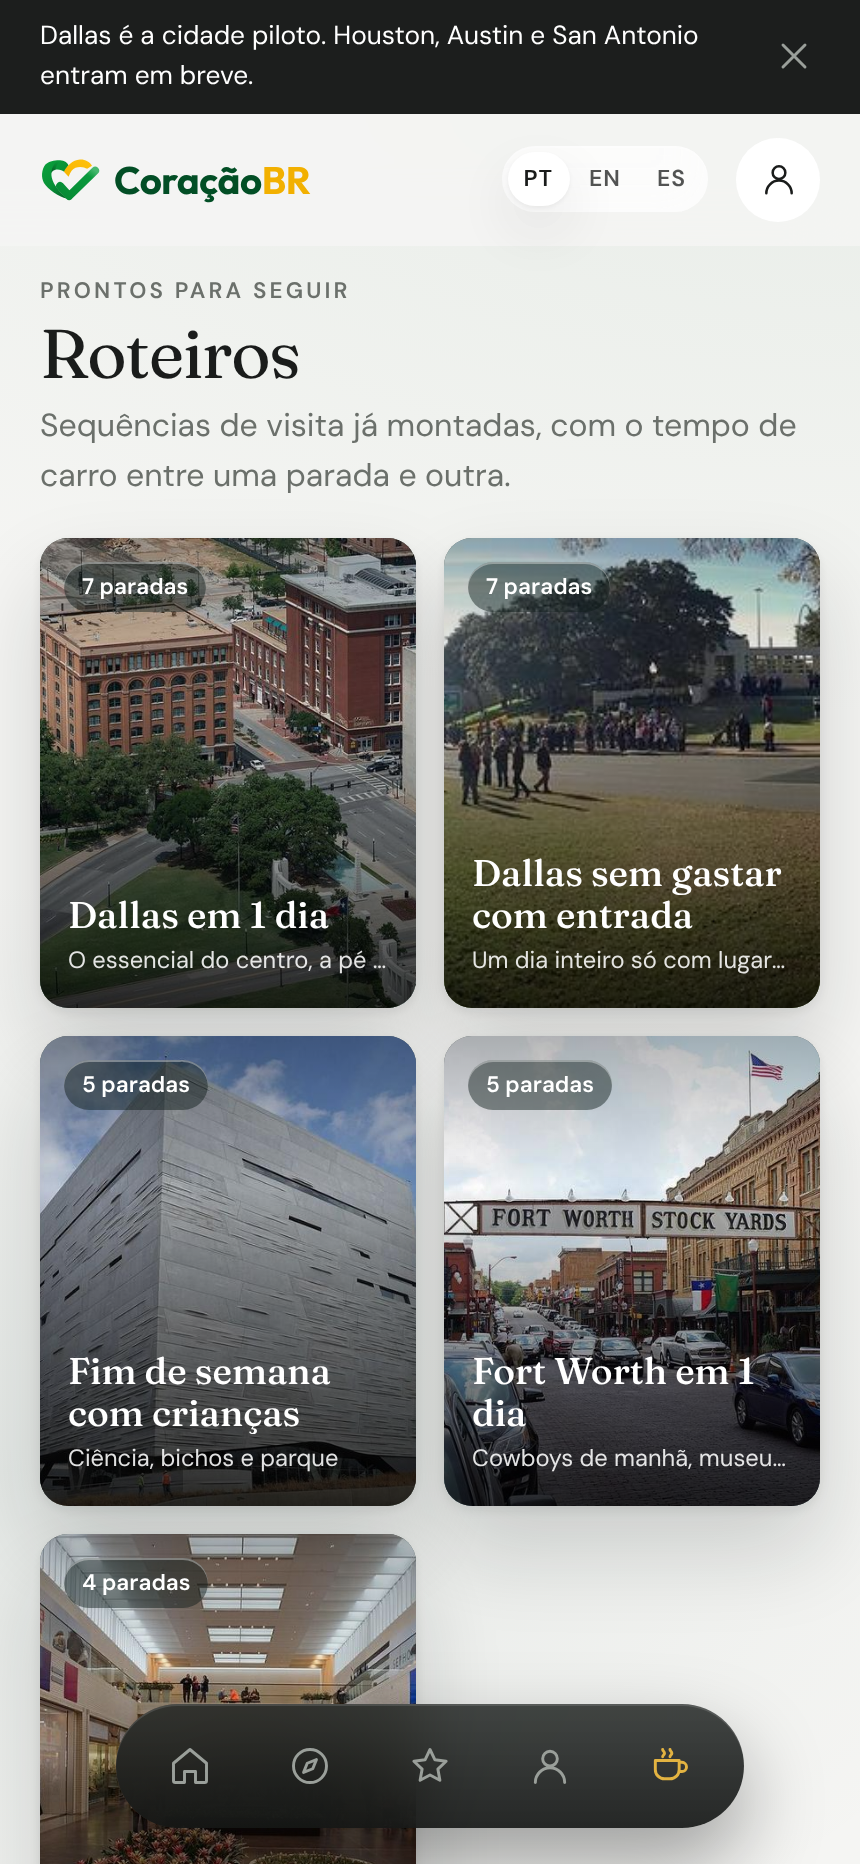 Dallas é a cidade piloto. Houston, Austin e San Antonio
entram em breve.
CoraçãoBR
PT EN ES
PRONTOS PARA SEGUIR
Roteiros
Sequências de visita já montadas, com o tempo de
carro entre uma parada e outra.
7 paradas
Dallas em 1 dia
O essencial do centro, a pé ...
7 paradas
Dallas sem gastar
com entrada
Um dia inteiro só com lugar...
5 paradas
Fim de semana
com crianças
Ciência, bichos e parque
5 paradas
FORT WORTH STOCK YARDS
Fort Worth em 1
dia
Cowboys de manhã, museu...
4 paradas